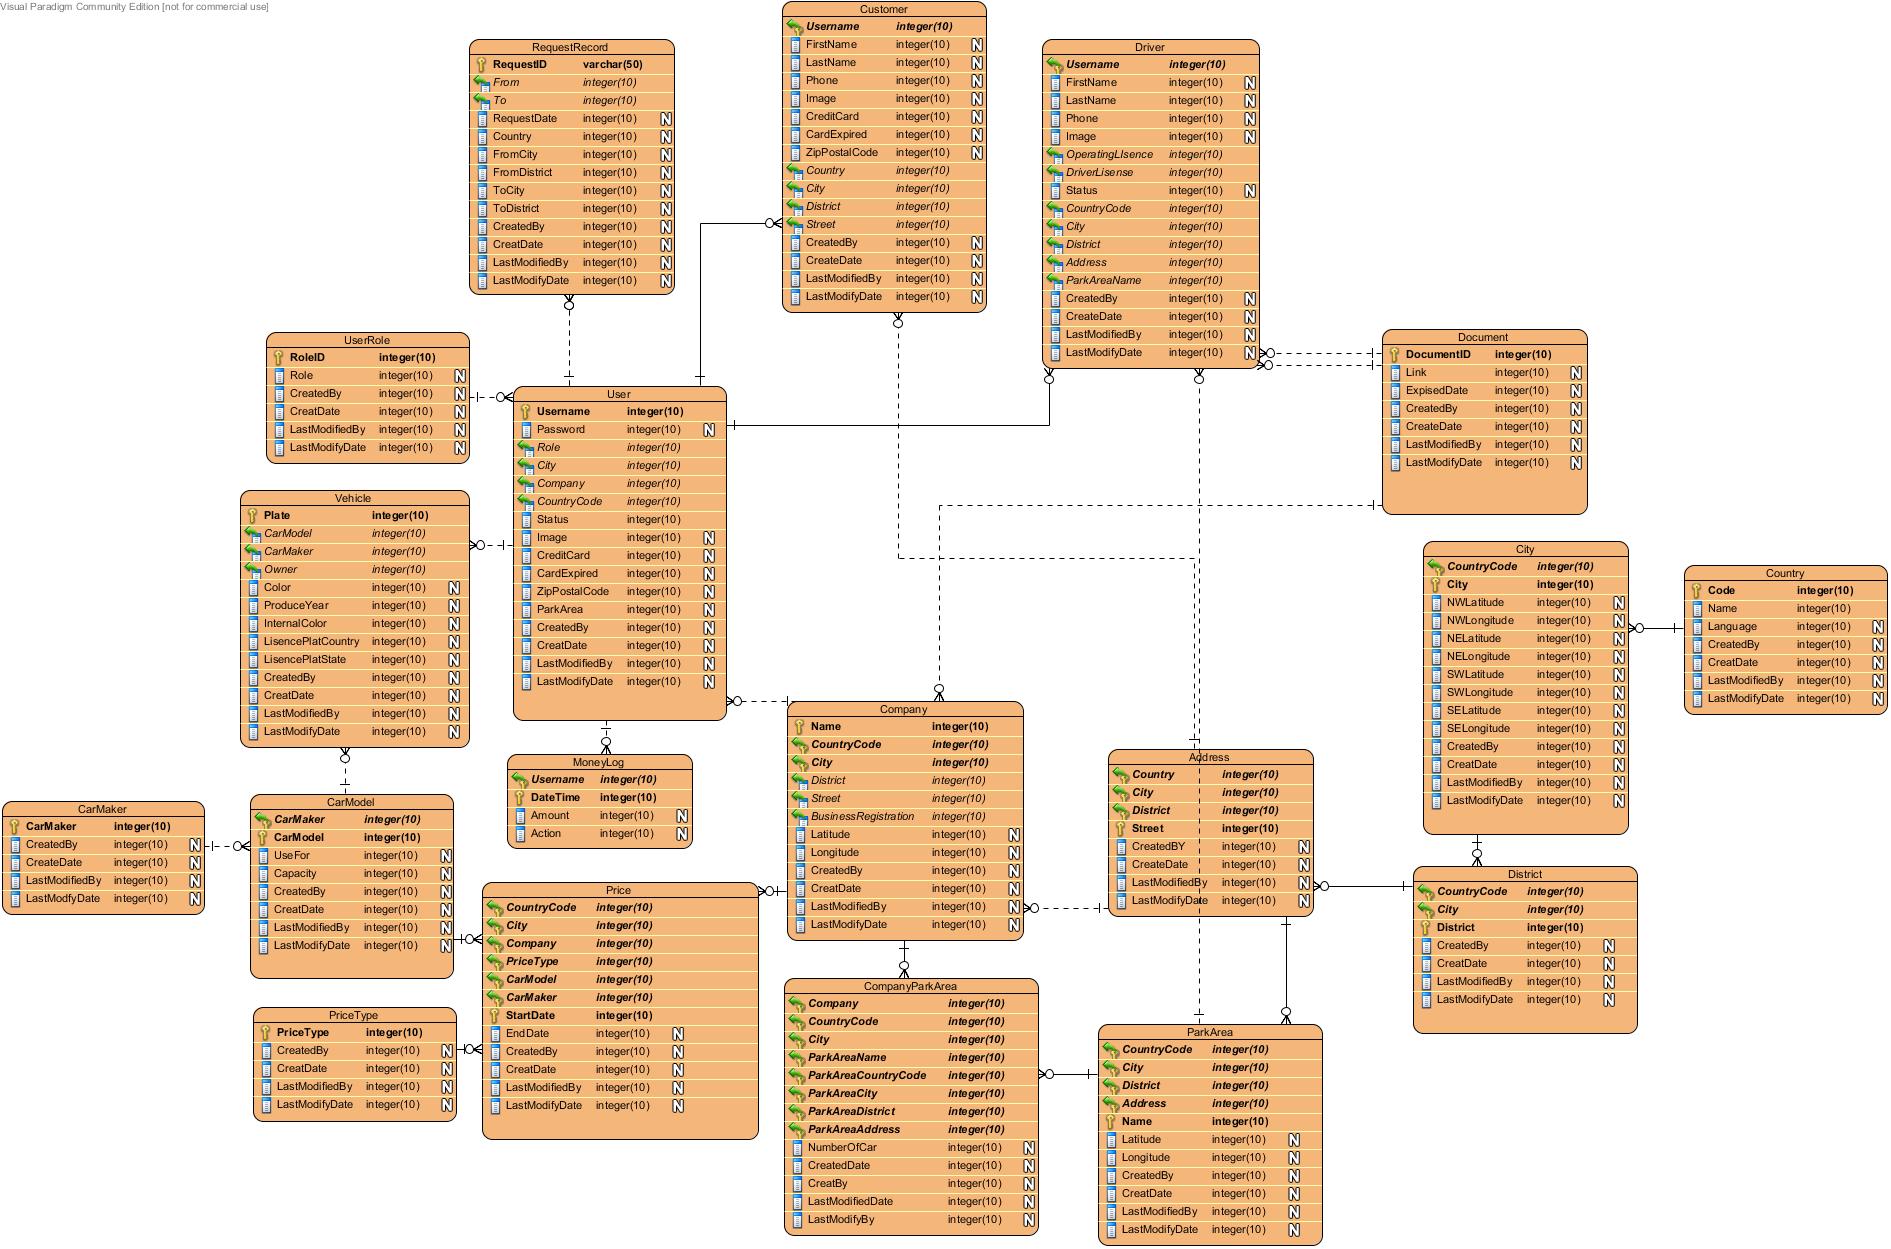 Visual Paradigm Community Edition [not for commercial use]
Customer
Username integer(10)
FirstName integer(10) N
LastName integer(10) N
Phone integer(10) N
Image integer(10) N
CreditCard integer(10) N
CardExpired integer(10) N
ZipPostalCode integer(10) N
Country integer(10)
City integer(10)
District integer(10)
Street integer(10)
CreatedBy integer(10) N
CreateDate integer(10) N
LastModifiedBy integer(10) N
LastModifyDate integer(10) N
RequestRecord
RequestID varchar(50)
From integer(10)
To integer(10)
RequestDate integer(10) N
Country integer(10) N
FromCity integer(10) N
FromDistrict integer(10) N
ToCity integer(10) N
ToDistrict integer(10) N
CreatedBy integer(10) N
CreatDate integer(10) N
LastModifiedBy integer(10) N
LastModifyDate integer(10) N
Driver
Username integer(10)
FirstName integer(10) N
LastName integer(10) N
Phone integer(10) N
Image integer(10) N
OperatingLIsence integer(10)
DriverLisense integer(10)
Status integer(10) N
CountryCode integer(10)
City integer(10)
District integer(10)
Address integer(10)
ParkAreaName integer(10)
CreatedBy integer(10) N
CreateDate integer(10) N
LastModifiedBy integer(10) N
LastModifyDate integer(10) N
UserRole
RoleID integer(10)
Role integer(10) N
CreatedBy integer(10) N
CreatDate integer(10) N
LastModifiedBy integer(10) N
LastModifyDate integer(10) N
Document
DocumentID integer(10)
Link integer(10) N
ExpisedDate integer(10) N
CreatedBy integer(10) N
CreateDate integer(10) N
LastModifiedBy integer(10) N
LastModifyDate integer(10) N
User
Username integer(10)
Password integer(10) N
Role integer(10)
City integer(10)
Company integer(10)
CountryCode integer(10)
Status integer(10)
Image integer(10) N
CreditCard integer(10) N
CardExpired integer(10) N
ZipPostalCode integer(10) N
ParkArea integer(10) N
CreatedBy integer(10) N
CreatDate integer(10) N
LastModifiedBy integer(10) N
LastModifyDate integer(10) N
Vehicle
Plate integer(10)
CarModel integer(10)
CarMaker integer(10)
Owner integer(10)
Color integer(10) N
ProduceYear integer(10) N
InternalColor integer(10) N
LisencePlatCountry integer(10) N
LisencePlatState integer(10) N
CreatedBy integer(10) N
CreatDate integer(10) N
LastModifiedBy integer(10) N
LastModifyDate integer(10) N
City
CountryCode integer(10)
City integer(10)
NWLatitude integer(10) N
NWLongitude integer(10) N
NELatitude integer(10) N
NELongitude integer(10) N
SWLatitude integer(10) N
SWLongitude integer(10) N
SELatitude integer(10) N
SELongitude integer(10) N
CreatedBy integer(10) N
CreatDate integer(10) N
LastModifiedBy integer(10) N
LastModifyDate integer(10) N
Country
Code integer(10)
Name integer(10)
Language integer(10) N
CreatedBy integer(10) N
CreatDate integer(10) N
LastModifiedBy integer(10) N
LastModifyDate integer(10) N
Company
Name integer(10)
CountryCode integer(10)
City integer(10)
District integer(10)
Street integer(10)
BusinessRegistration integer(10)
Latitude integer(10) N
Longitude integer(10) N
CreatedBy integer(10) N
CreatDate integer(10) N
LastModifiedBy integer(10) N
LastModifyDate integer(10) N
MoneyLog
Username integer(10)
DateTime integer(10)
Amount integer(10) N
Action integer(10) N
Address
Country integer(10)
City integer(10)
District integer(10)
Street integer(10)
CreatedBY integer(10) N
CreateDate integer(10) N
LastModifiedBy integer(10) N
LastModifyDate integer(10) N
CarMaker
CarMaker integer(10)
CreatedBy integer(10) N
CreateDate integer(10) N
LastModifiedBy integer(10) N
LastModfyDate integer(10) N
CarModel
CarMaker integer(10)
CarModel integer(10)
UseFor integer(10) N
Capacity integer(10) N
CreatedBy integer(10) N
CreatDate integer(10) N
LastModifiedBy integer(10) N
LastModifyDate integer(10) N
District
CountryCode integer(10)
City integer(10)
District integer(10)
CreatedBy integer(10) N
CreatDate integer(10) N
LastModifiedBy integer(10) N
LastModifyDate integer(10) N
Price
CountryCode integer(10)
City integer(10)
Company integer(10)
PriceType integer(10)
CarModel integer(10)
CarMaker integer(10)
StartDate integer(10)
EndDate integer(10) N
CreatedBy integer(10) N
CreatDate integer(10) N
LastModifiedBy integer(10) N
LastModifyDate integer(10) N
PriceType
PriceType integer(10)
CreatedBy integer(10) N
CreatDate integer(10) N
LastModifiedBy integer(10) N
LastModifyDate integer(10) N
CompanyParkArea
Company integer(10)
CountryCode integer(10)
City integer(10)
ParkAreaName integer(10)
ParkAreaCountryCode integer(10)
ParkAreaCity integer(10)
ParkAreaDistrict integer(10)
ParkAreaAddress integer(10)
NumberOfCar integer(10) N
CreatedDate integer(10) N
CreatBy integer(10) N
LastModifiedDate integer(10) N
LastModifyBy integer(10) N
ParkArea
CountryCode integer(10)
City integer(10)
District integer(10)
Address integer(10)
Name integer(10)
Latitude integer(10) N
Longitude integer(10) N
CreatedBy integer(10) N
CreatDate integer(10) N
LastModifiedBy integer(10) N
LastModifyDate integer(10) N